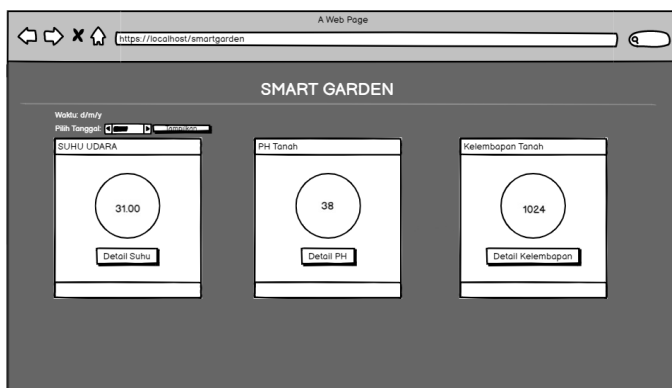 A Web Page
https://localhost/smartgarden
SMART GARDEN
Waktu: d/m/y
Pilih Tanggal:
Tampilkan
SUHU UDARA
31.00
Detail Suhu
PH Tanah
38
Detail PH
Kelembapan Tanah
1024
Detail Kelembapan